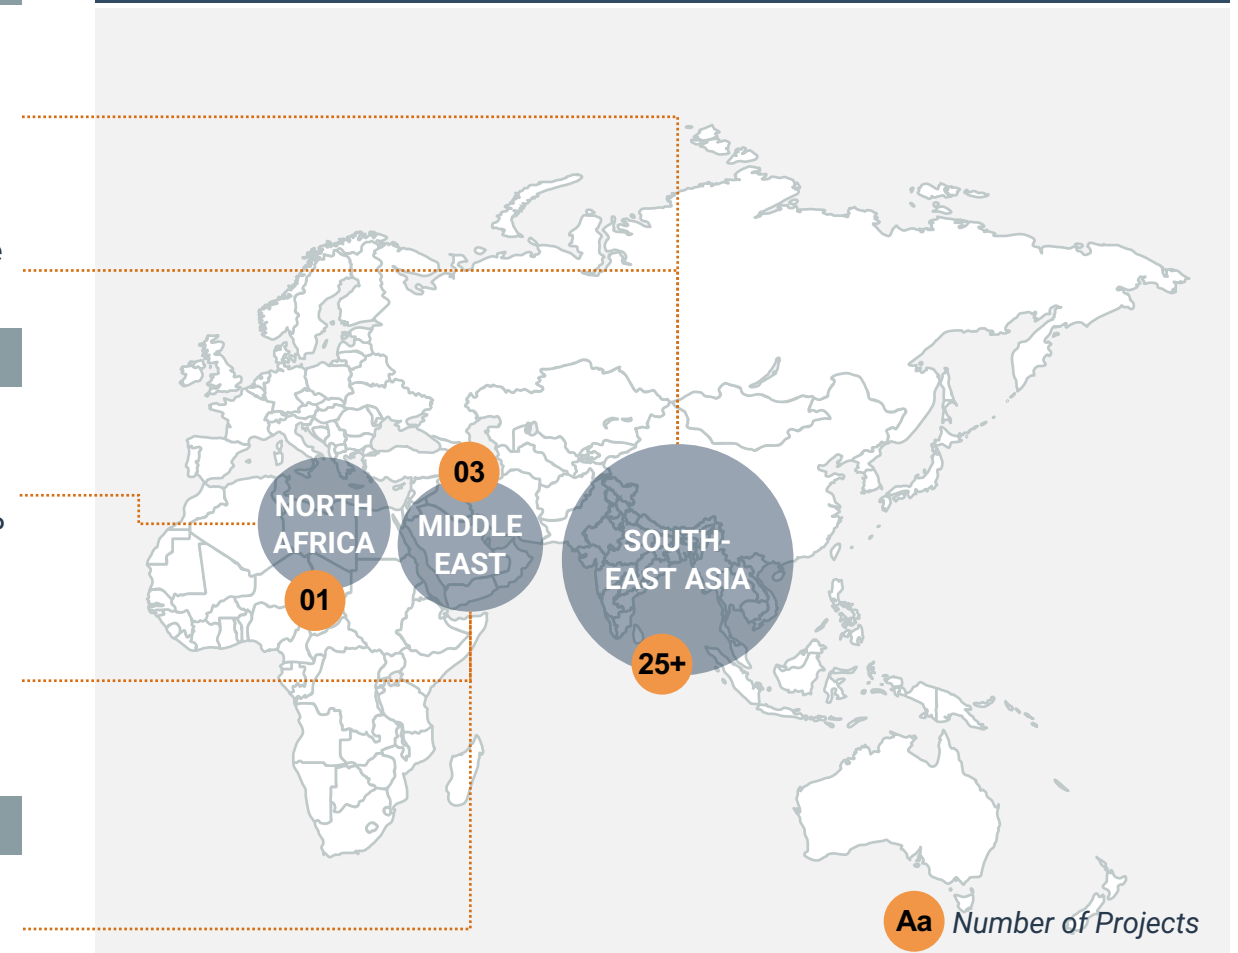 e
03
NORTH
AFRICA
MIDDLE
EAST
SOUTH-
EAST ASIA
01
25+
Aa Number of Projects